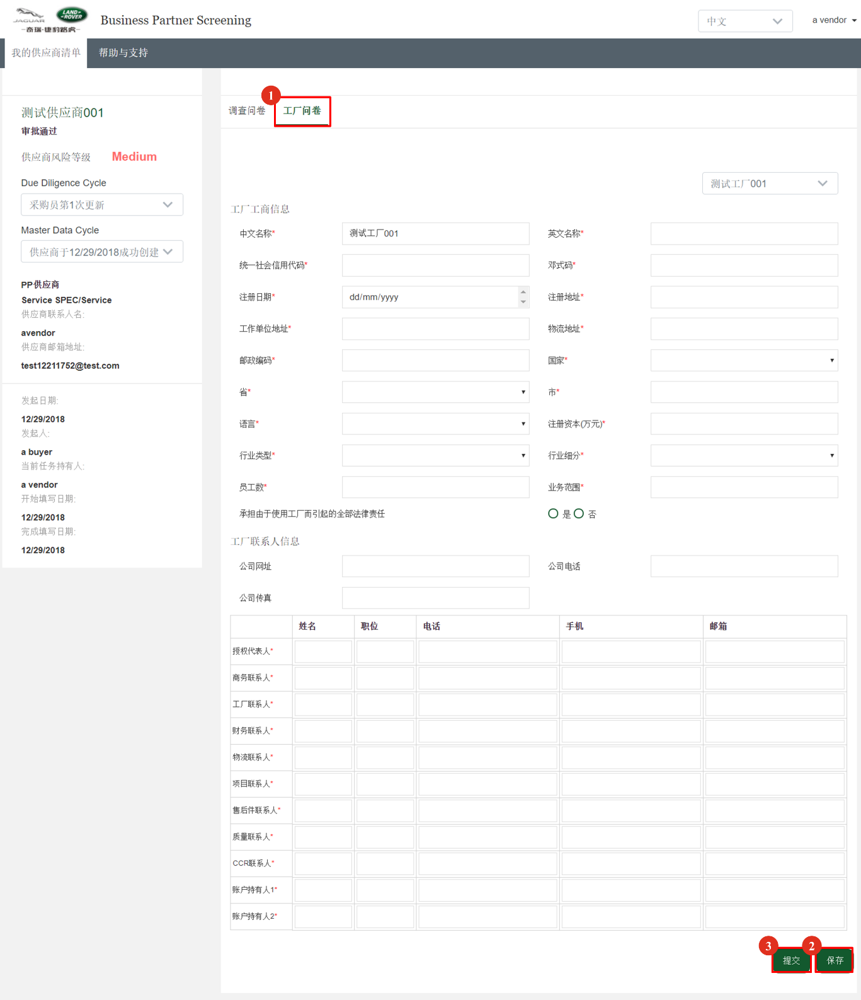 JAGUAR
LAND-ROVER
奇瑞·捷豹路虎
Business Partner Screening
中文
a vendor
我的供应商清单
帮助与支持
测试供应商001
审批通过
供应商风险等级 Medium
Due Diligence Cycle
采购员第1次更新
Master Data Cycle
供应商于12/29/2018成功创建
PP供应商
Service SPEC/Service
供应商联系人名:
avendor
供应商邮箱地址:
test12211752@test.com
发起日期:
12/29/2018
发起人:
a buyer
当前任务持有人:
a vendor
开始填写日期:
12/29/2018
完成填写日期:
12/29/2018
1
调查问卷 工厂问卷
测试工厂001
工厂工商信息
中文名称* 测试工厂001 英文名称*
统一社会信用代码* 邓式码*
注册日期* dd/mm/yyyy 注册地址*
工作单位地址* 物流地址*
邮政编码* 国家*
省* 市*
语言* 注册资本(万元)*
行业类型* 行业细分*
员工数* 业务范围*
承担由于使用工厂而引起的全部法律责任 是 否
工厂联系人信息
公司网址 公司电话
公司传真
姓名 职位 电话 手机 邮箱
授权代表人*
商务联系人*
工厂联系人*
财务联系人*
物流联系人*
项目联系人*
售后件联系人*
质量联系人*
CCR联系人*
账户持有人1*
账户持有人2*
3 2
提交 保存